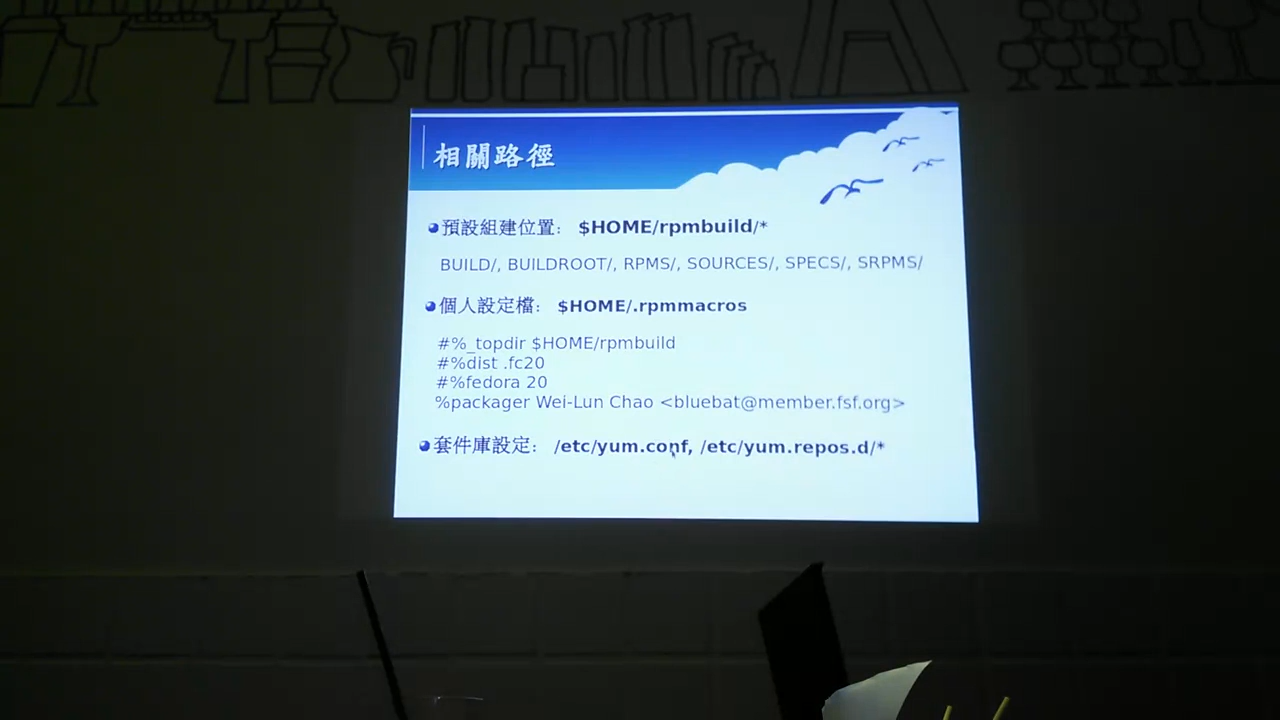 相關路徑
預設組建位置： $HOME/rpmbuild/*
BUILD/, BUILDROOT/, RPMS/, SOURCES/, SPECS/, SRPMS/
個人設定檔： $HOME/.rpmmacros
#%_topdir $HOME/rpmbuild
#%dist .fc20
#%fedora 20
%packager Wei-Lun Chao <bluebat@member.fsf.org>
套件庫設定： /etc/yum.conf, /etc/yum.repos.d/*